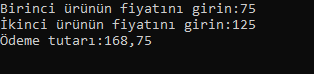 Birinci ürünün fiyatını girin:75
İkinci ürünün fiyatını girin:125
Ödeme tutarı:168,75